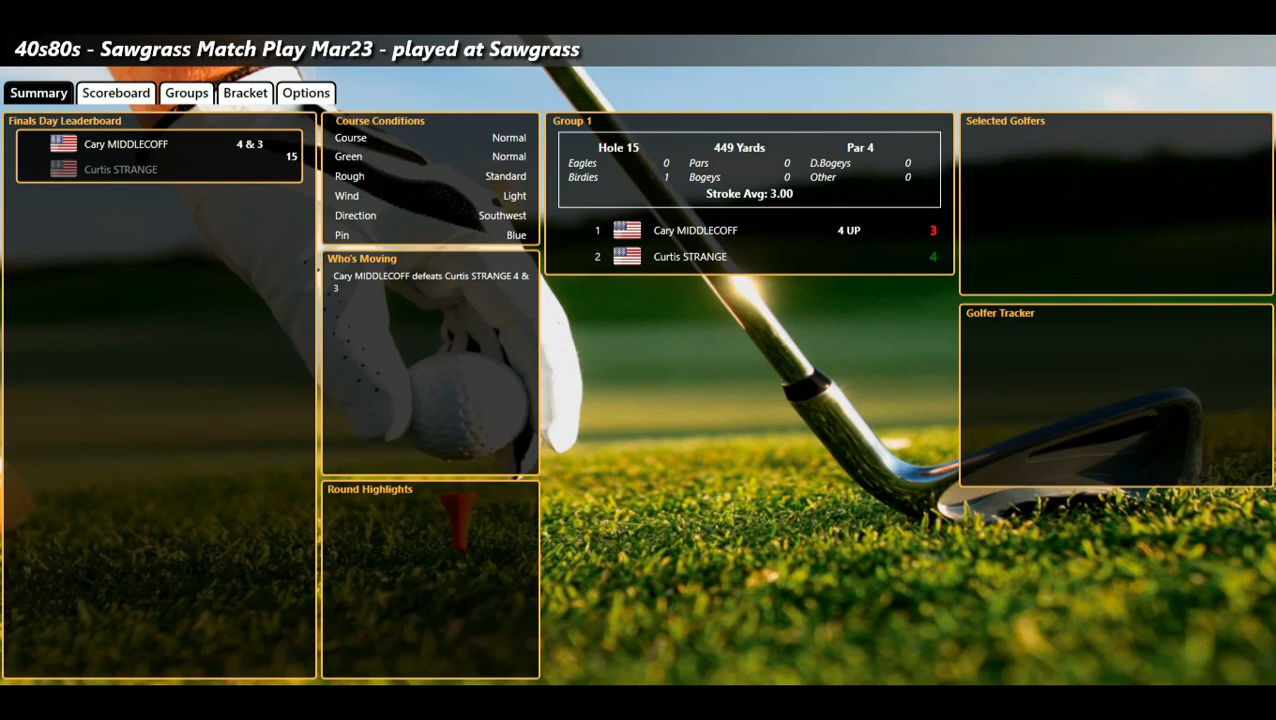 40s80s - Sawgrass Match Play Mar23 - played at Sawgrass
Summary Scoreboard Groups Bracket Options
Finals Day Leaderboard
Cary MIDDLECOFF 4 & 3
15
Curtis STRANGE
Course Conditions
Course Normal
Green Normal
Rough Standard
Wind Light
Direction Southwest
Pin Blue
Who's Moving
Cary MIDDLECOFF defeats Curtis STRANGE 4 &
3
Round Highlights
Group 1
Hole 15 449 Yards Par 4
Eagles 0 Pars 0 D.Bogeys 0
Birdies 1 Bogeys 0 Other 0
Stroke Avg: 3.00
1 Cary MIDDLECOFF 4 UP 3
2 Curtis STRANGE 4
Selected Golfers
Golfer Tracker